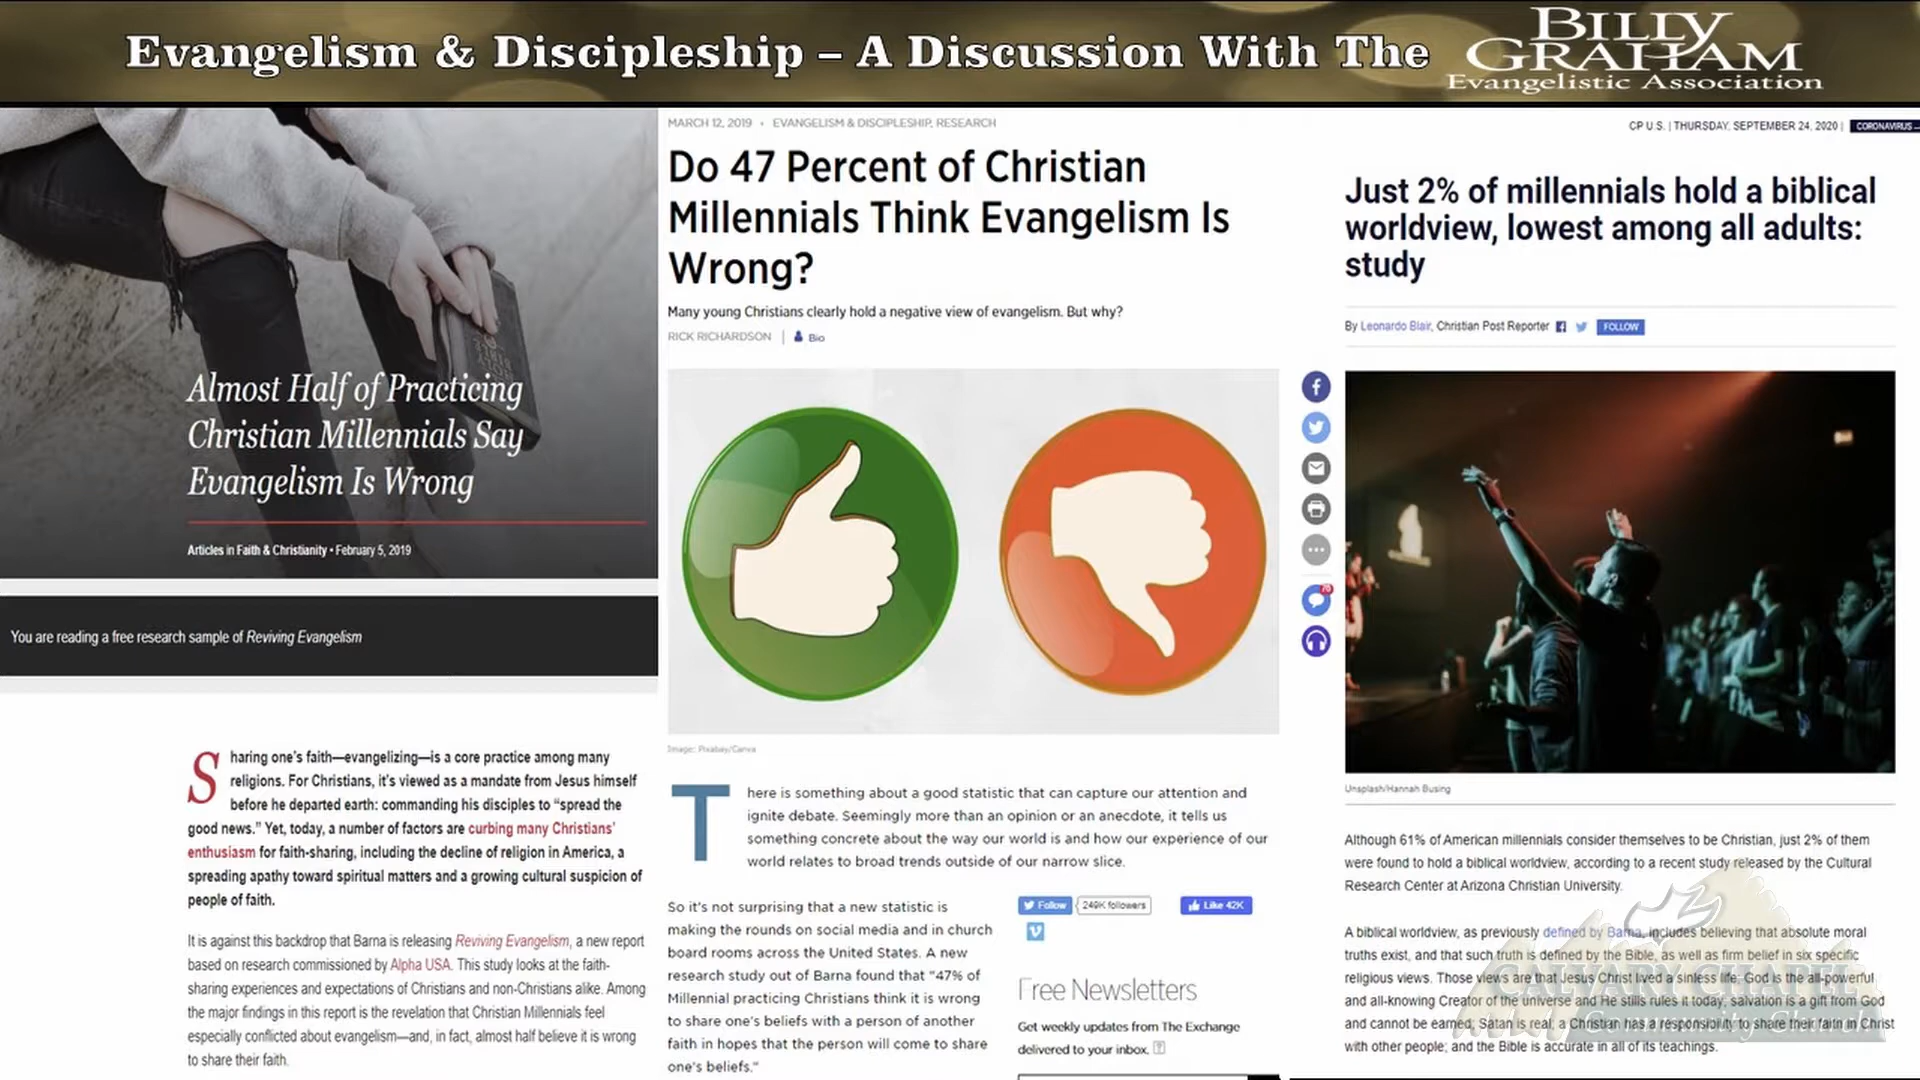 Evangelism & Discipleship – A Discussion With The
BILLY
GRAHAM
Evangelistic Association
Almost Half of Practicing
Christian Millennials Say
Evangelism Is Wrong
Articles in Faith & Christianity • February 5, 2019
You are reading a free research sample of Reviving Evangelism
Sharing one's faith—evangelizing—is a core practice among many
religions. For Christians, it's viewed as a mandate from Jesus himself
before he departed earth: commanding his disciples to "spread the
good news." Yet, today, a number of factors are curbing many Christians'
enthusiasm for faith-sharing, including the decline of religion in America, a
spreading apathy toward spiritual matters and a growing cultural suspicion of
people of faith.
It is against this backdrop that Barna is releasing Reviving Evangelism, a new report
based on research commissioned by Alpha USA. This study looks at the faith-
sharing experiences and expectations of Christians and non-Christians alike. Among
the major findings in this report is the revelation that Christian Millennials feel
especially conflicted about evangelism—and, in fact, almost half believe it is wrong
to share their faith.
MARCH 12, 2019 • EVANGELISM & DISCIPLESHIP, RESEARCH
Do 47 Percent of Christian
Millennials Think Evangelism Is
Wrong?
Many young Christians clearly hold a negative view of evangelism. But why?
RICK RICHARDSON | Bio
Image: Pixabay/Canva
There is something about a good statistic that can capture our attention and
ignite debate. Seemingly more than an opinion or an anecdote, it tells us
something concrete about the way our world is and how our experience of our
world relates to broad trends outside of our narrow slice.
So it's not surprising that a new statistic is
making the rounds on social media and in church
board rooms across the United States. A new
research study out of Barna found that "47% of
Millennial practicing Christians think it is wrong
to share one's beliefs with a person of another
faith in hopes that the person will come to share
one's beliefs."
Follow 249K followers Like 42K
Free Newsletters
Get weekly updates from The Exchange
delivered to your inbox.
CP U.S. | THURSDAY, SEPTEMBER 24, 2020 | CORONAVIRUS
Just 2% of millennials hold a biblical
worldview, lowest among all adults:
study
By Leonardo Blair, Christian Post Reporter FOLLOW
Unsplash/Hannah Busing
Although 61% of American millennials consider themselves to be Christian, just 2% of them
were found to hold a biblical worldview, according to a recent study released by the Cultural
Research Center at Arizona Christian University.
A biblical worldview, as previously defined by Barna, includes believing that absolute moral
truths exist, and that such truth is defined by the Bible, as well as firm belief in six specific
religious views. Those views are that Jesus Christ lived a sinless life; God is the all-powerful
and all-knowing Creator of the universe and He still rules it today; salvation is a gift from God
and cannot be earned; Satan is real; a Christian has a responsibility to share their faith in Christ
with other people; and the Bible is accurate in all of its teachings.
CALVARY CHAPEL
Community Church